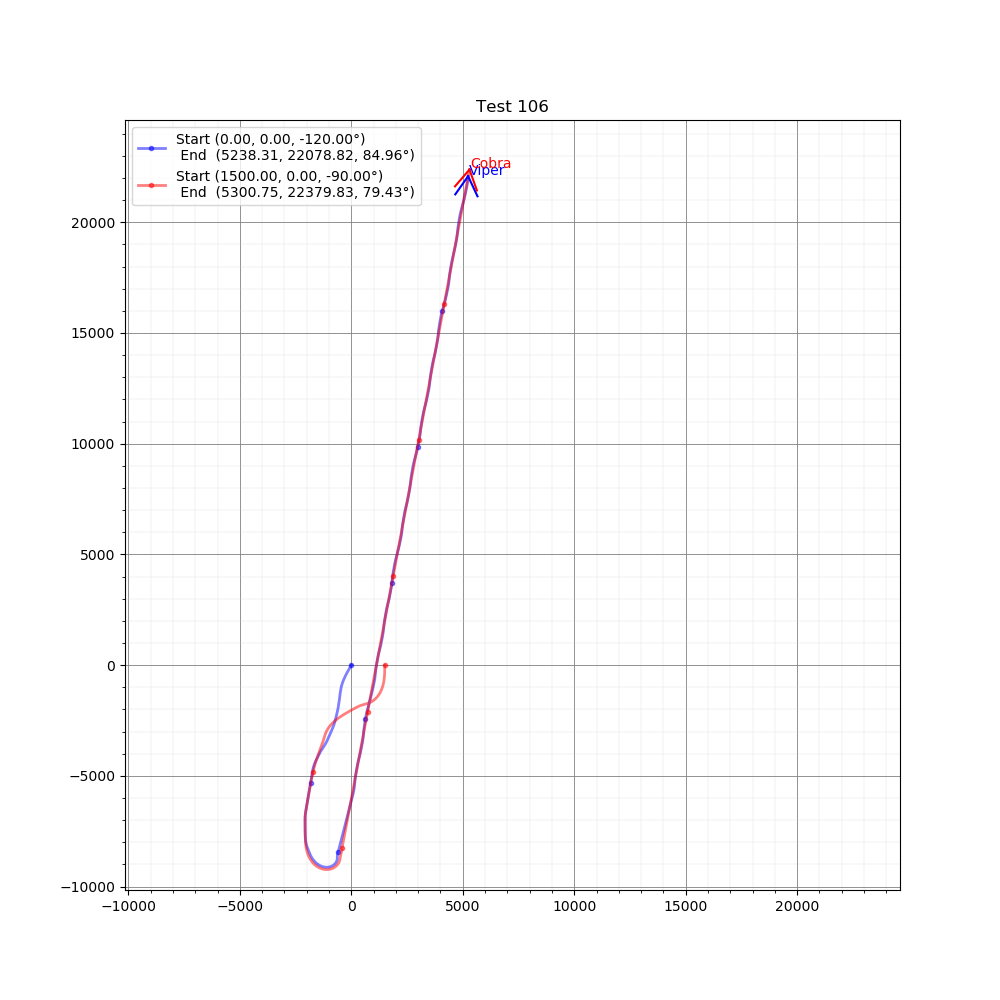 Test 106
Start (0.00, 0.00, -120.00°)
End (5238.31, 22078.82, 84.96°)
Start (1500.00, 0.00, -90.00°)
End (5300.75, 22379.83, 79.43°)
Cobra
Viper
20000
15000
10000
5000
0
−5000
−10000
−10000 −5000 0 5000 10000 15000 20000